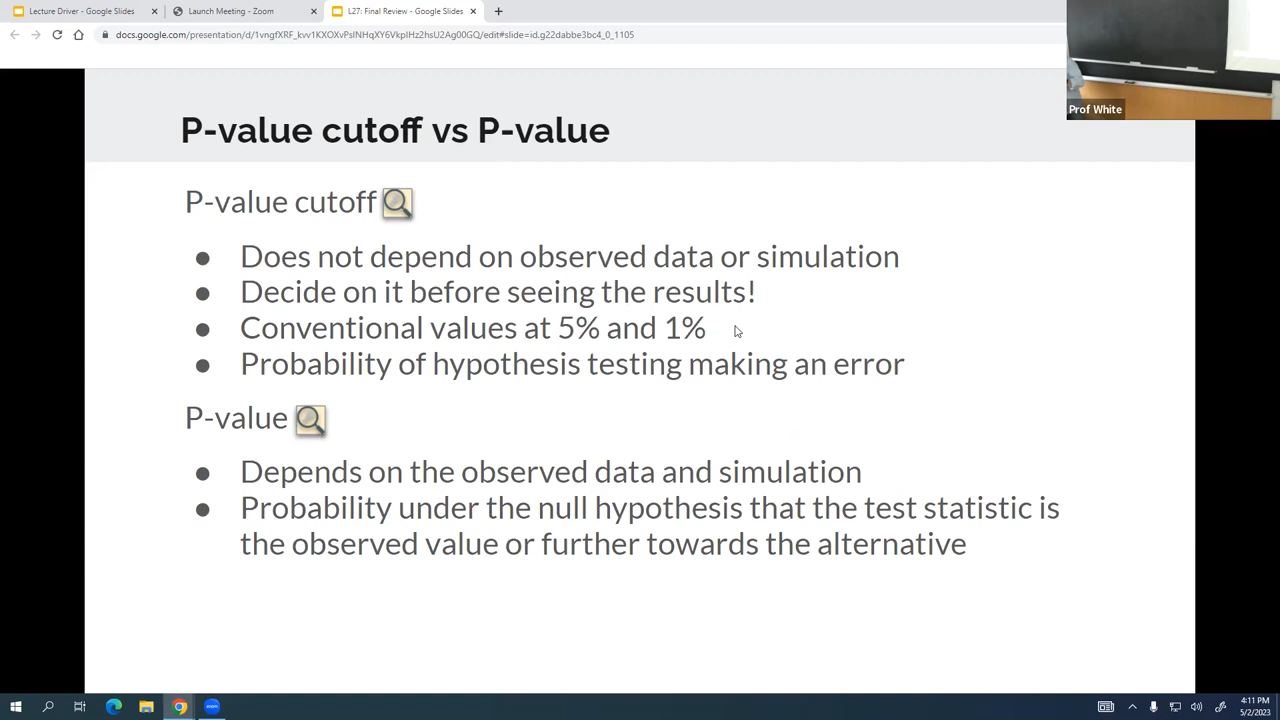 Lecture Driver - Google Slides
Launch Meeting - Zoom
L27: Final Review - Google Slides
docs.google.com/presentation/d/1vngfXRF_kvv1KXOXvPsINHqXY6VkpIHz2hsU2Ag00GQ/edit#slide=id.g22dabbe3bc4_0_1105
Prof White
P-value cutoff vs P-value
P-value cutoff
● Does not depend on observed data or simulation
● Decide on it before seeing the results!
● Conventional values at 5% and 1%
● Probability of hypothesis testing making an error
P-value
● Depends on the observed data and simulation
● Probability under the null hypothesis that the test statistic is
the observed value or further towards the alternative
zoom
4:11 PM
5/2/2023